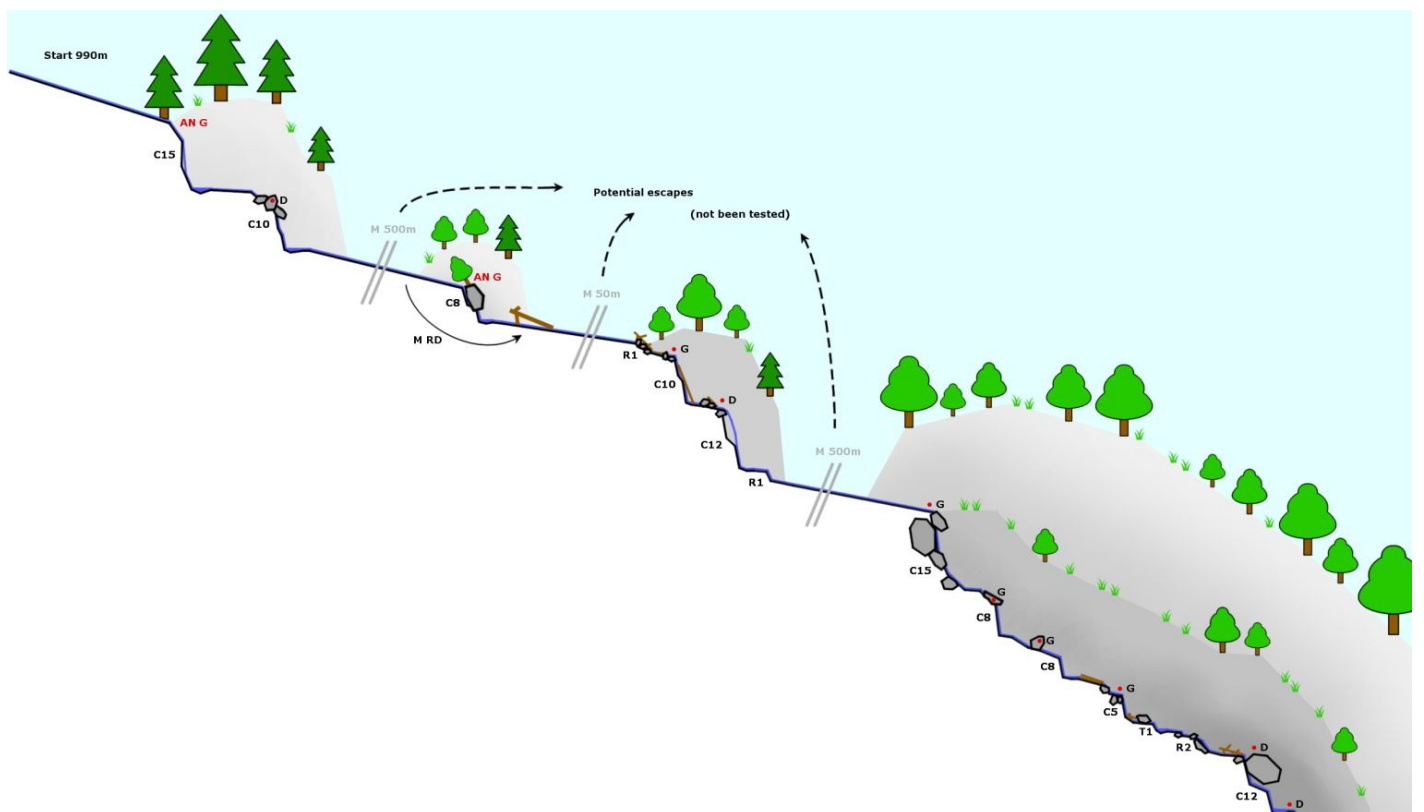 Start 990m
AN G
C15
D
C10
M 500m
Potential escapes
(not been tested)
AN G
C8
M RD
M 50m
R1
G
C10
D
C12
R1
M 500m
G
C15
G
C8
G
C8
G
C5
T1
R2
D
C12
D